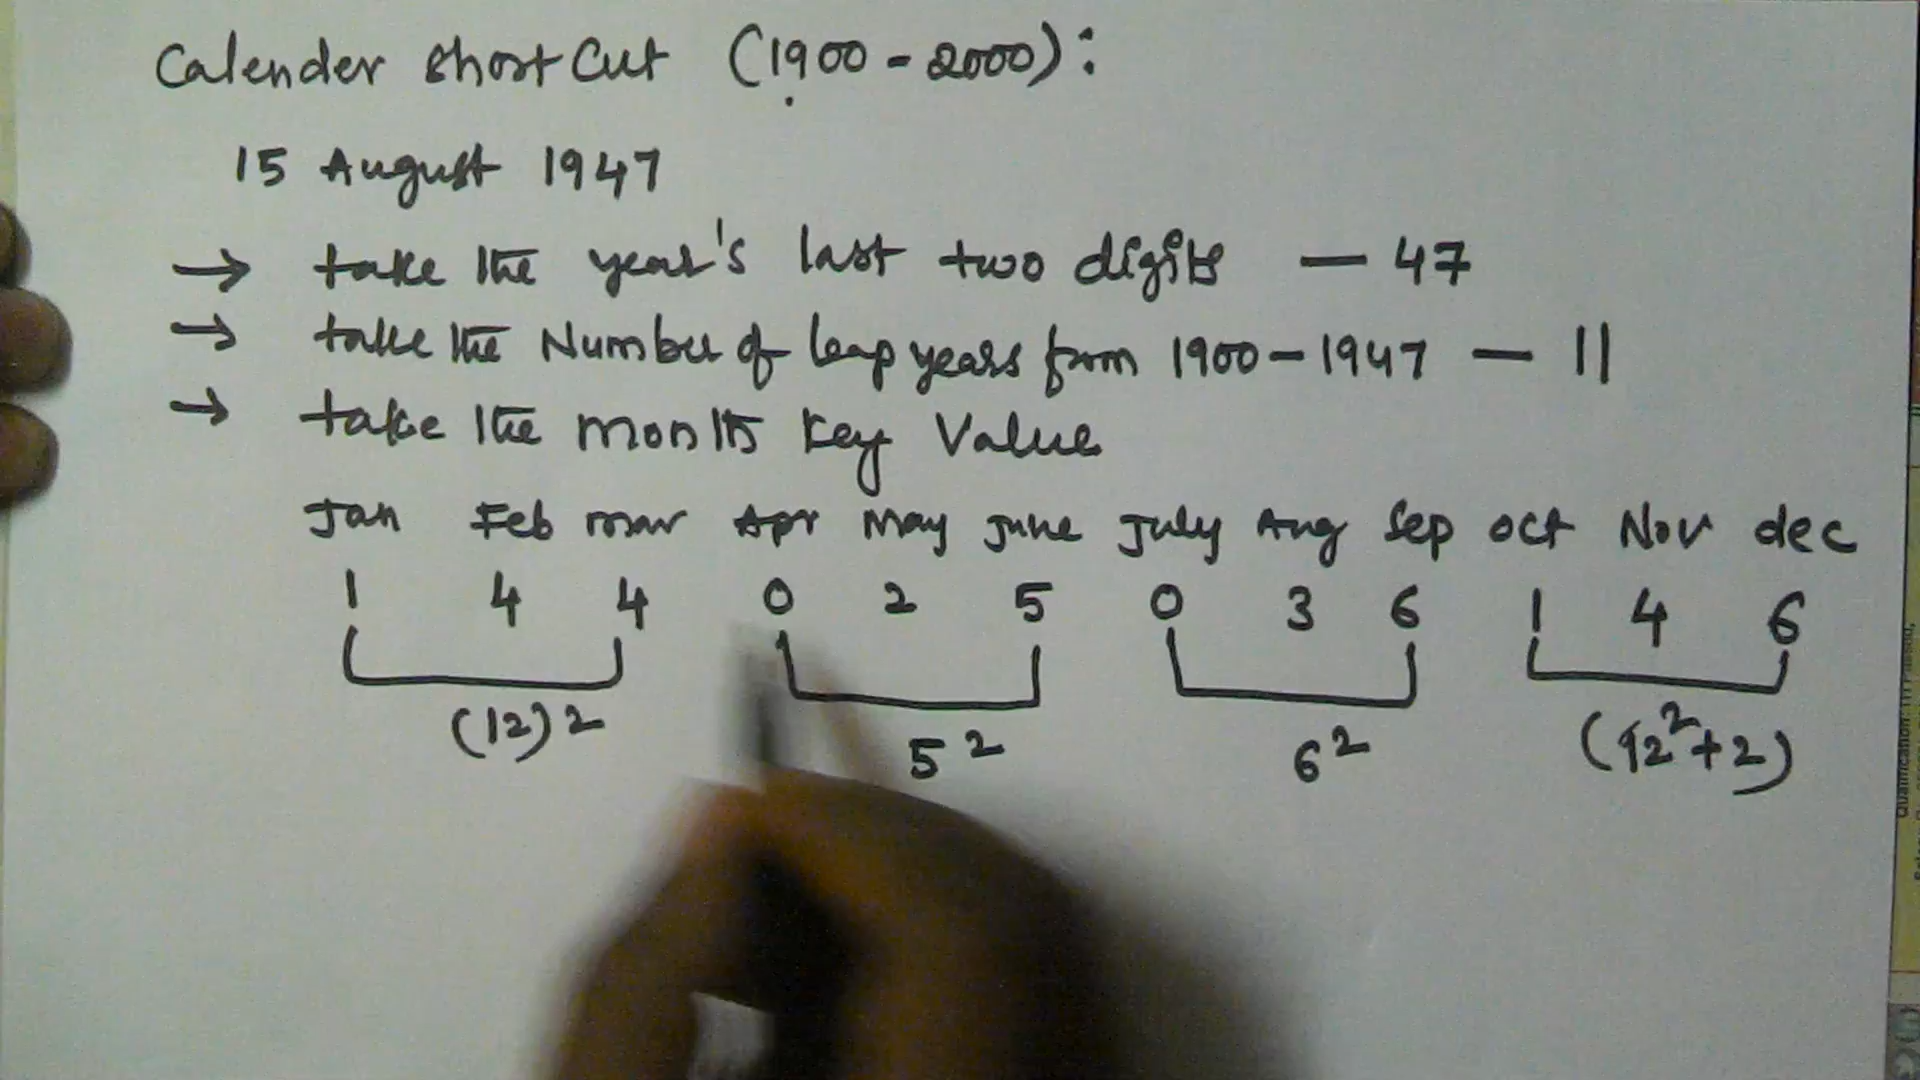 Calender short Cut (1900 - 2000) :
15 August 1947
→ take the year's last two digits — 47
→ take the Number of leap years from 1900 - 1947 — 11
→ take the month key Value
Jan Feb mar Apr May june july Aug Sep oct Nov dec
1 4 4 0 2 5 0 3 6 1 4 6
(12)² 5² 6² (12²+2)